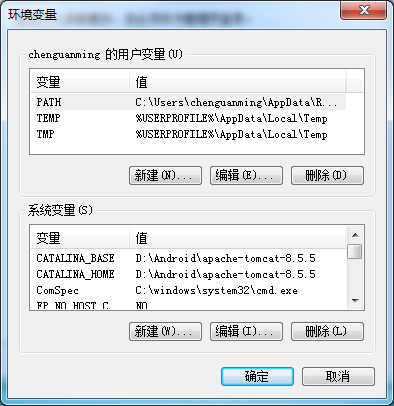 环境变量
chenguanming 的用户变量(U)
变量 值
PATH C:\Users\chenguanming\AppData\R...
TEMP %USERPROFILE%\AppData\Local\Temp
TMP %USERPROFILE%\AppData\Local\Temp
新建(N)... 编辑(E)... 删除(D)
系统变量(S)
变量 值
CATALINA_BASE D:\Android\apache-tomcat-8.5.5
CATALINA_HOME D:\Android\apache-tomcat-8.5.5
ComSpec C:\windows\system32\cmd.exe
FP_NO_HOST_C... NO
新建(W)... 编辑(I)... 删除(L)
确定 取消